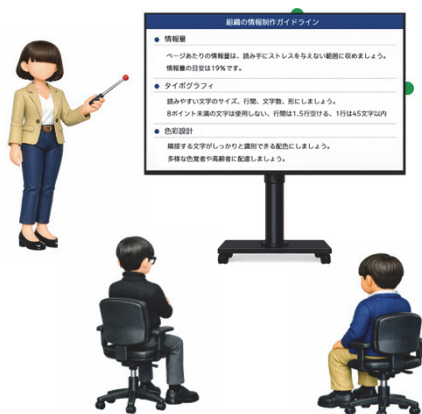 組織の情報制作ガイドライン
● 情報量
ページあたりの情報量は、読み手にストレスを与えない範囲に収めましょう。
情報量の目安は19%です。
● タイポグラフィ
読みやすい文字のサイズ、行間、文字数、形にしましょう。
8ポイント未満の文字は使用しない、行間は1.5行空ける、1行は45文字以内
● 色彩設計
隣接する文字がしっかりと識別できる配色にしましょう。
多様な色覚者や高齢者に配慮しましょう。